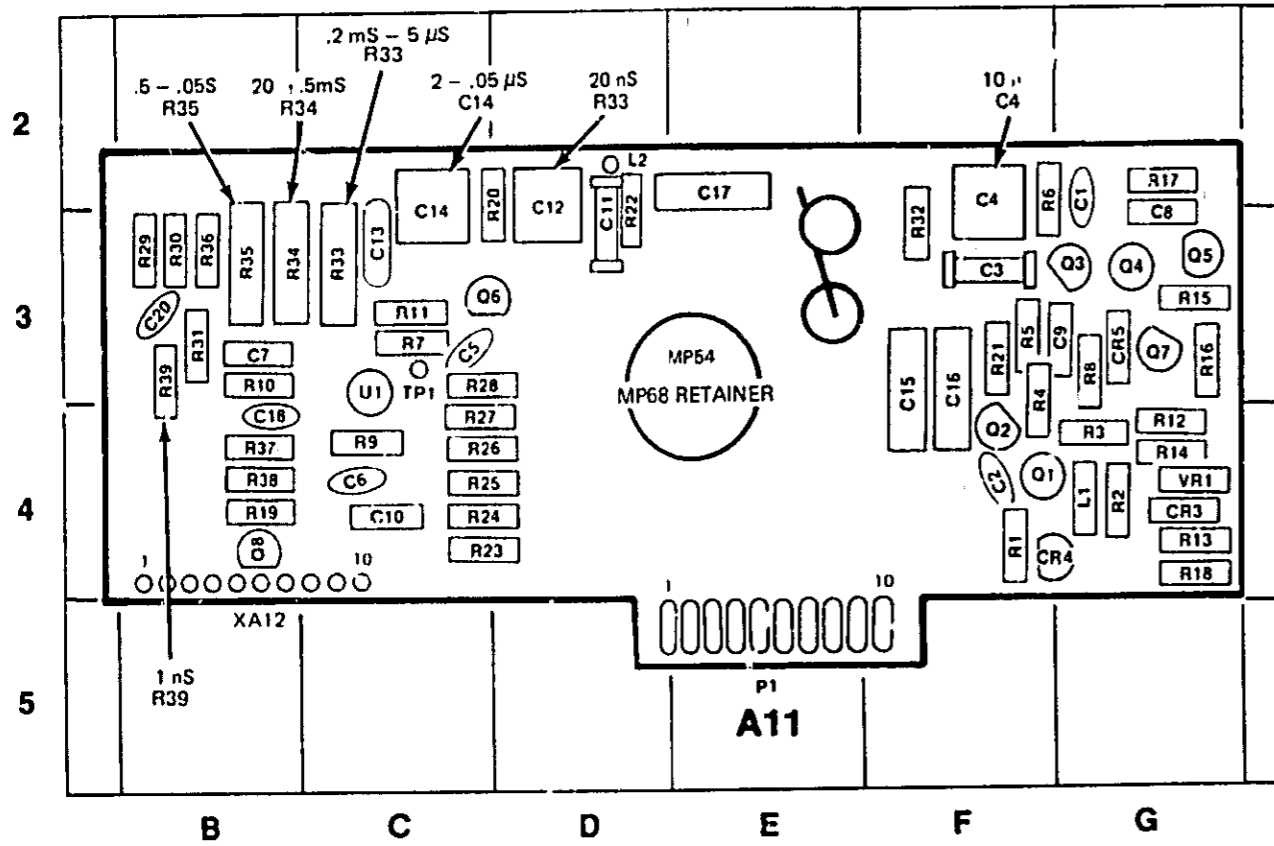 .2 mS – 5 µS
R33
.5 – .05S
R35
20 .5mS
R34
2 – .05 µS
C14
20 nS
R33
10
C4
2
L2
C14
R20
C12
C11
R22
C17
R32
C4
R6
C1
R17
C8
R29
R30
R36
R35
R34
R33
C13
C3
Q3
Q4
Q5
3
C20
R31
Q6
R11
R7
C5
R15
C7
R10
R39
U1
TP1
R28
MP54
MP68 RETAINER
C15
C16
R21
R5
C9
R4
R8
CR5
Q7
R16
C18
R27
R37
R9
R26
Q2
R3
R12
R14
R38
C6
R25
C2
Q1
L1
R2
VR1
4
R19
C10
R24
CR3
Q8
R23
R1
CR4
R13
R18
1
10
1
10
XA12
1 nS
R39
5
P1
A11
B
C
D
E
F
G